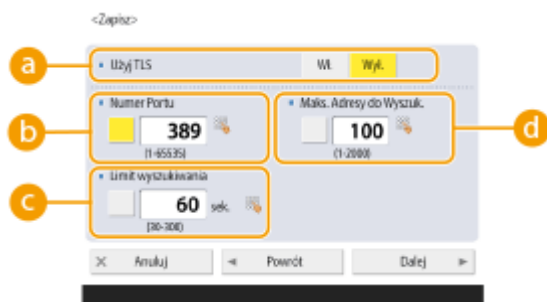 <Zapisz>
a
• Użyj TLS Wł. Wył.
b
• Numer Portu
389
(1-65535)
• Maks. Adresy do Wyszuk.
100
(1-2000)
d
c
• Limit wyszukiwania
60 sek.
(30-300)
× Anuluj ◄ Powrót Dalej ►